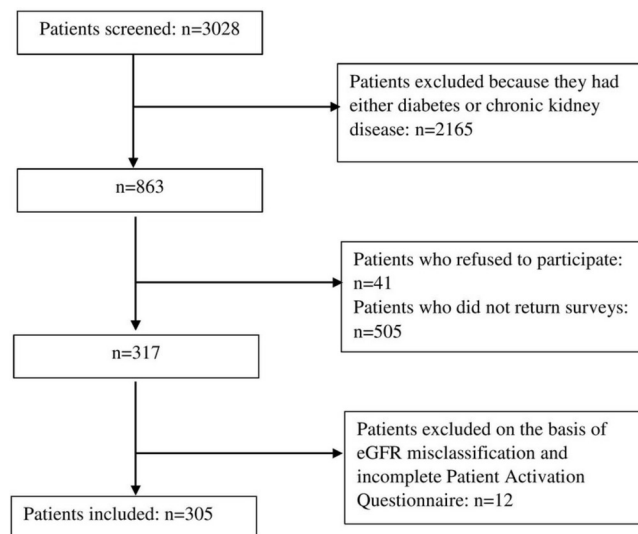 Patients screened: n=3028
Patients excluded because they had
either diabetes or chronic kidney
disease: n=2165
n=863
Patients who refused to participate:
n=41
Patients who did not return surveys:
n=505
n=317
Patients excluded on the basis of
eGFR misclassification and
incomplete Patient Activation
Questionnaire: n=12
Patients included: n=305